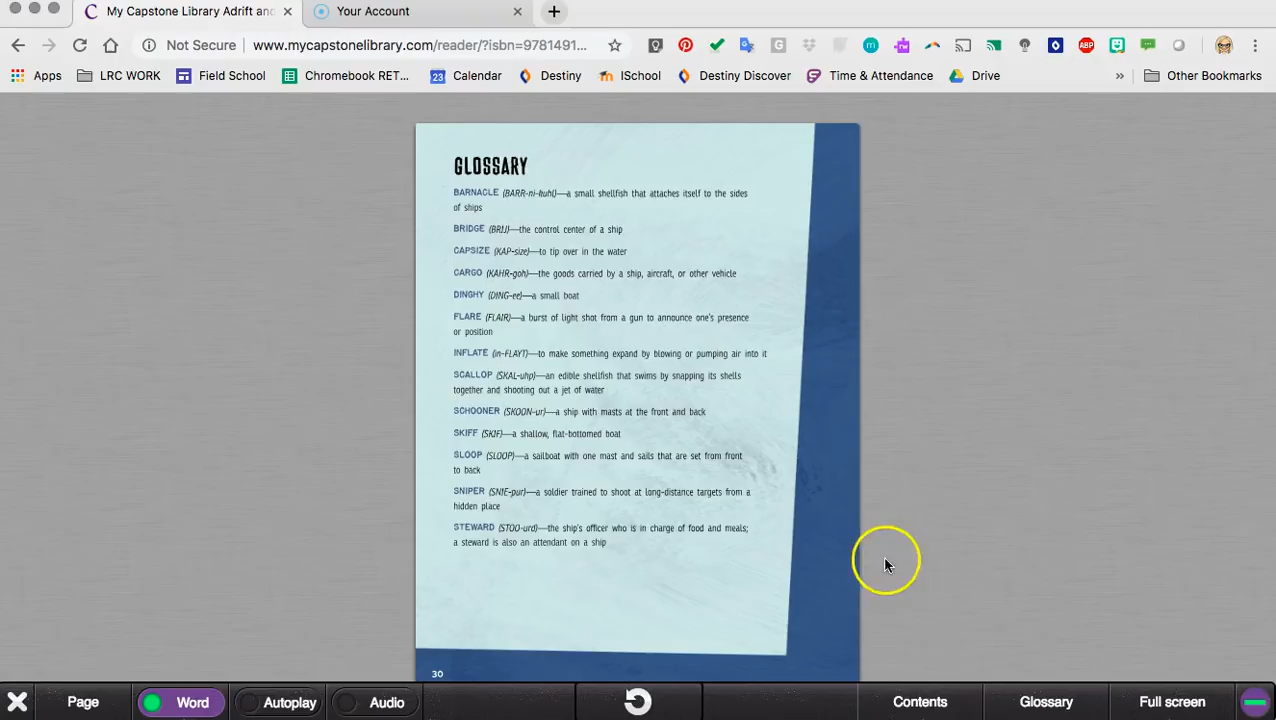 My Capstone Library Adrift and
Your Account
Not Secure
www.mycapstonelibrary.com/reader/?isbn=9781491...
Apps
LRC WORK
Field School
Chromebook RET...
Calendar
Destiny
ISchool
Destiny Discover
Time & Attendance
Drive
»
Other Bookmarks
GLOSSARY
BARNACLE (BARR-ni-kuhl)—a small shellfish that attaches itself to the sides
of ships
BRIDGE (BRIJ)—the control center of a ship
CAPSIZE (KAP-size)—to tip over in the water
CARGO (KAHR-goh)—the goods carried by a ship, aircraft, or other vehicle
DINGHY (DING-ee)—a small boat
FLARE (FLAIR)—a burst of light shot from a gun to announce one's presence
or position
INFLATE (in-FLAYT)—to make something expand by blowing or pumping air into it
SCALLOP (SKAL-uhp)—an edible shellfish that swims by snapping its shells
together and shooting out a jet of water
SCHOONER (SKOON-ur)—a ship with masts at the front and back
SKIFF (SKIF)—a shallow, flat-bottomed boat
SLOOP (SLOOP)—a sailboat with one mast and sails that are set from front
to back
SNIPER (SNIE-pur)—a soldier trained to shoot at long-distance targets from a
hidden place
STEWARD (STOO-urd)—the ship's officer who is in charge of food and meals;
a steward is also an attendant on a ship
30
Page
Word
Autoplay
Audio
Contents
Glossary
Full screen